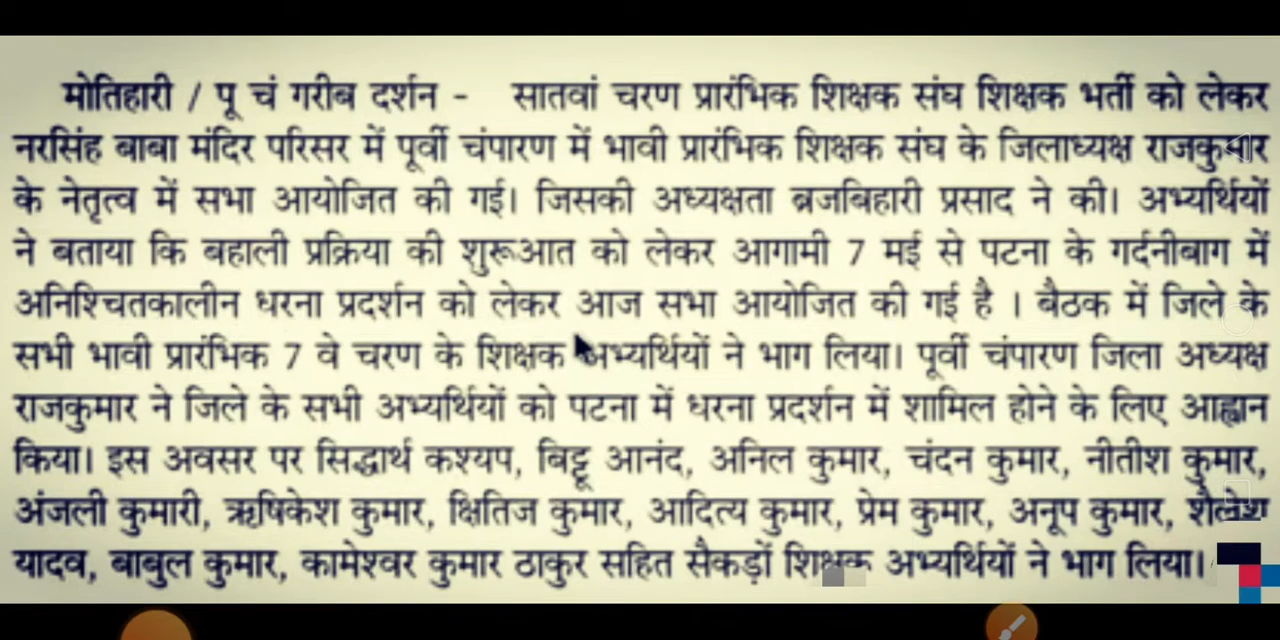 मोतिहारी / पू चं गरीब दर्शन - सातवां चरण प्रारंभिक शिक्षक संघ शिक्षक भर्ती को लेकर
नरसिंह बाबा मंदिर परिसर में पूर्वी चंपारण में भावी प्रारंभिक शिक्षक संघ के जिलाध्यक्ष राजकुमार
के नेतृत्व में सभा आयोजित की गई। जिसकी अध्यक्षता ब्रजबिहारी प्रसाद ने की। अभ्यर्थियों
ने बताया कि बहाली प्रक्रिया की शुरूआत को लेकर आगामी 7 मई से पटना के गर्दनीबाग में
अनिश्चितकालीन धरना प्रदर्शन को लेकर आज सभा आयोजित की गई है । बैठक में जिले के
सभी भावी प्रारंभिक 7 वे चरण के शिक्षक अभ्यर्थियों ने भाग लिया। पूर्वी चंपारण जिला अध्यक्ष
राजकुमार ने जिले के सभी अभ्यर्थियों को पटना में धरना प्रदर्शन में शामिल होने के लिए आह्वान
किया। इस अवसर पर सिद्धार्थ कश्यप, बिट्टू आनंद, अनिल कुमार, चंदन कुमार, नीतीश कुमार,
अंजली कुमारी, ऋषिकेश कुमार, क्षितिज कुमार, आदित्य कुमार, प्रेम कुमार, अनूप कुमार, शैलेश
यादव, बाबुल कुमार, कामेश्वर कुमार ठाकुर सहित सैकड़ों शिक्षक अभ्यर्थियों ने भाग लिया।